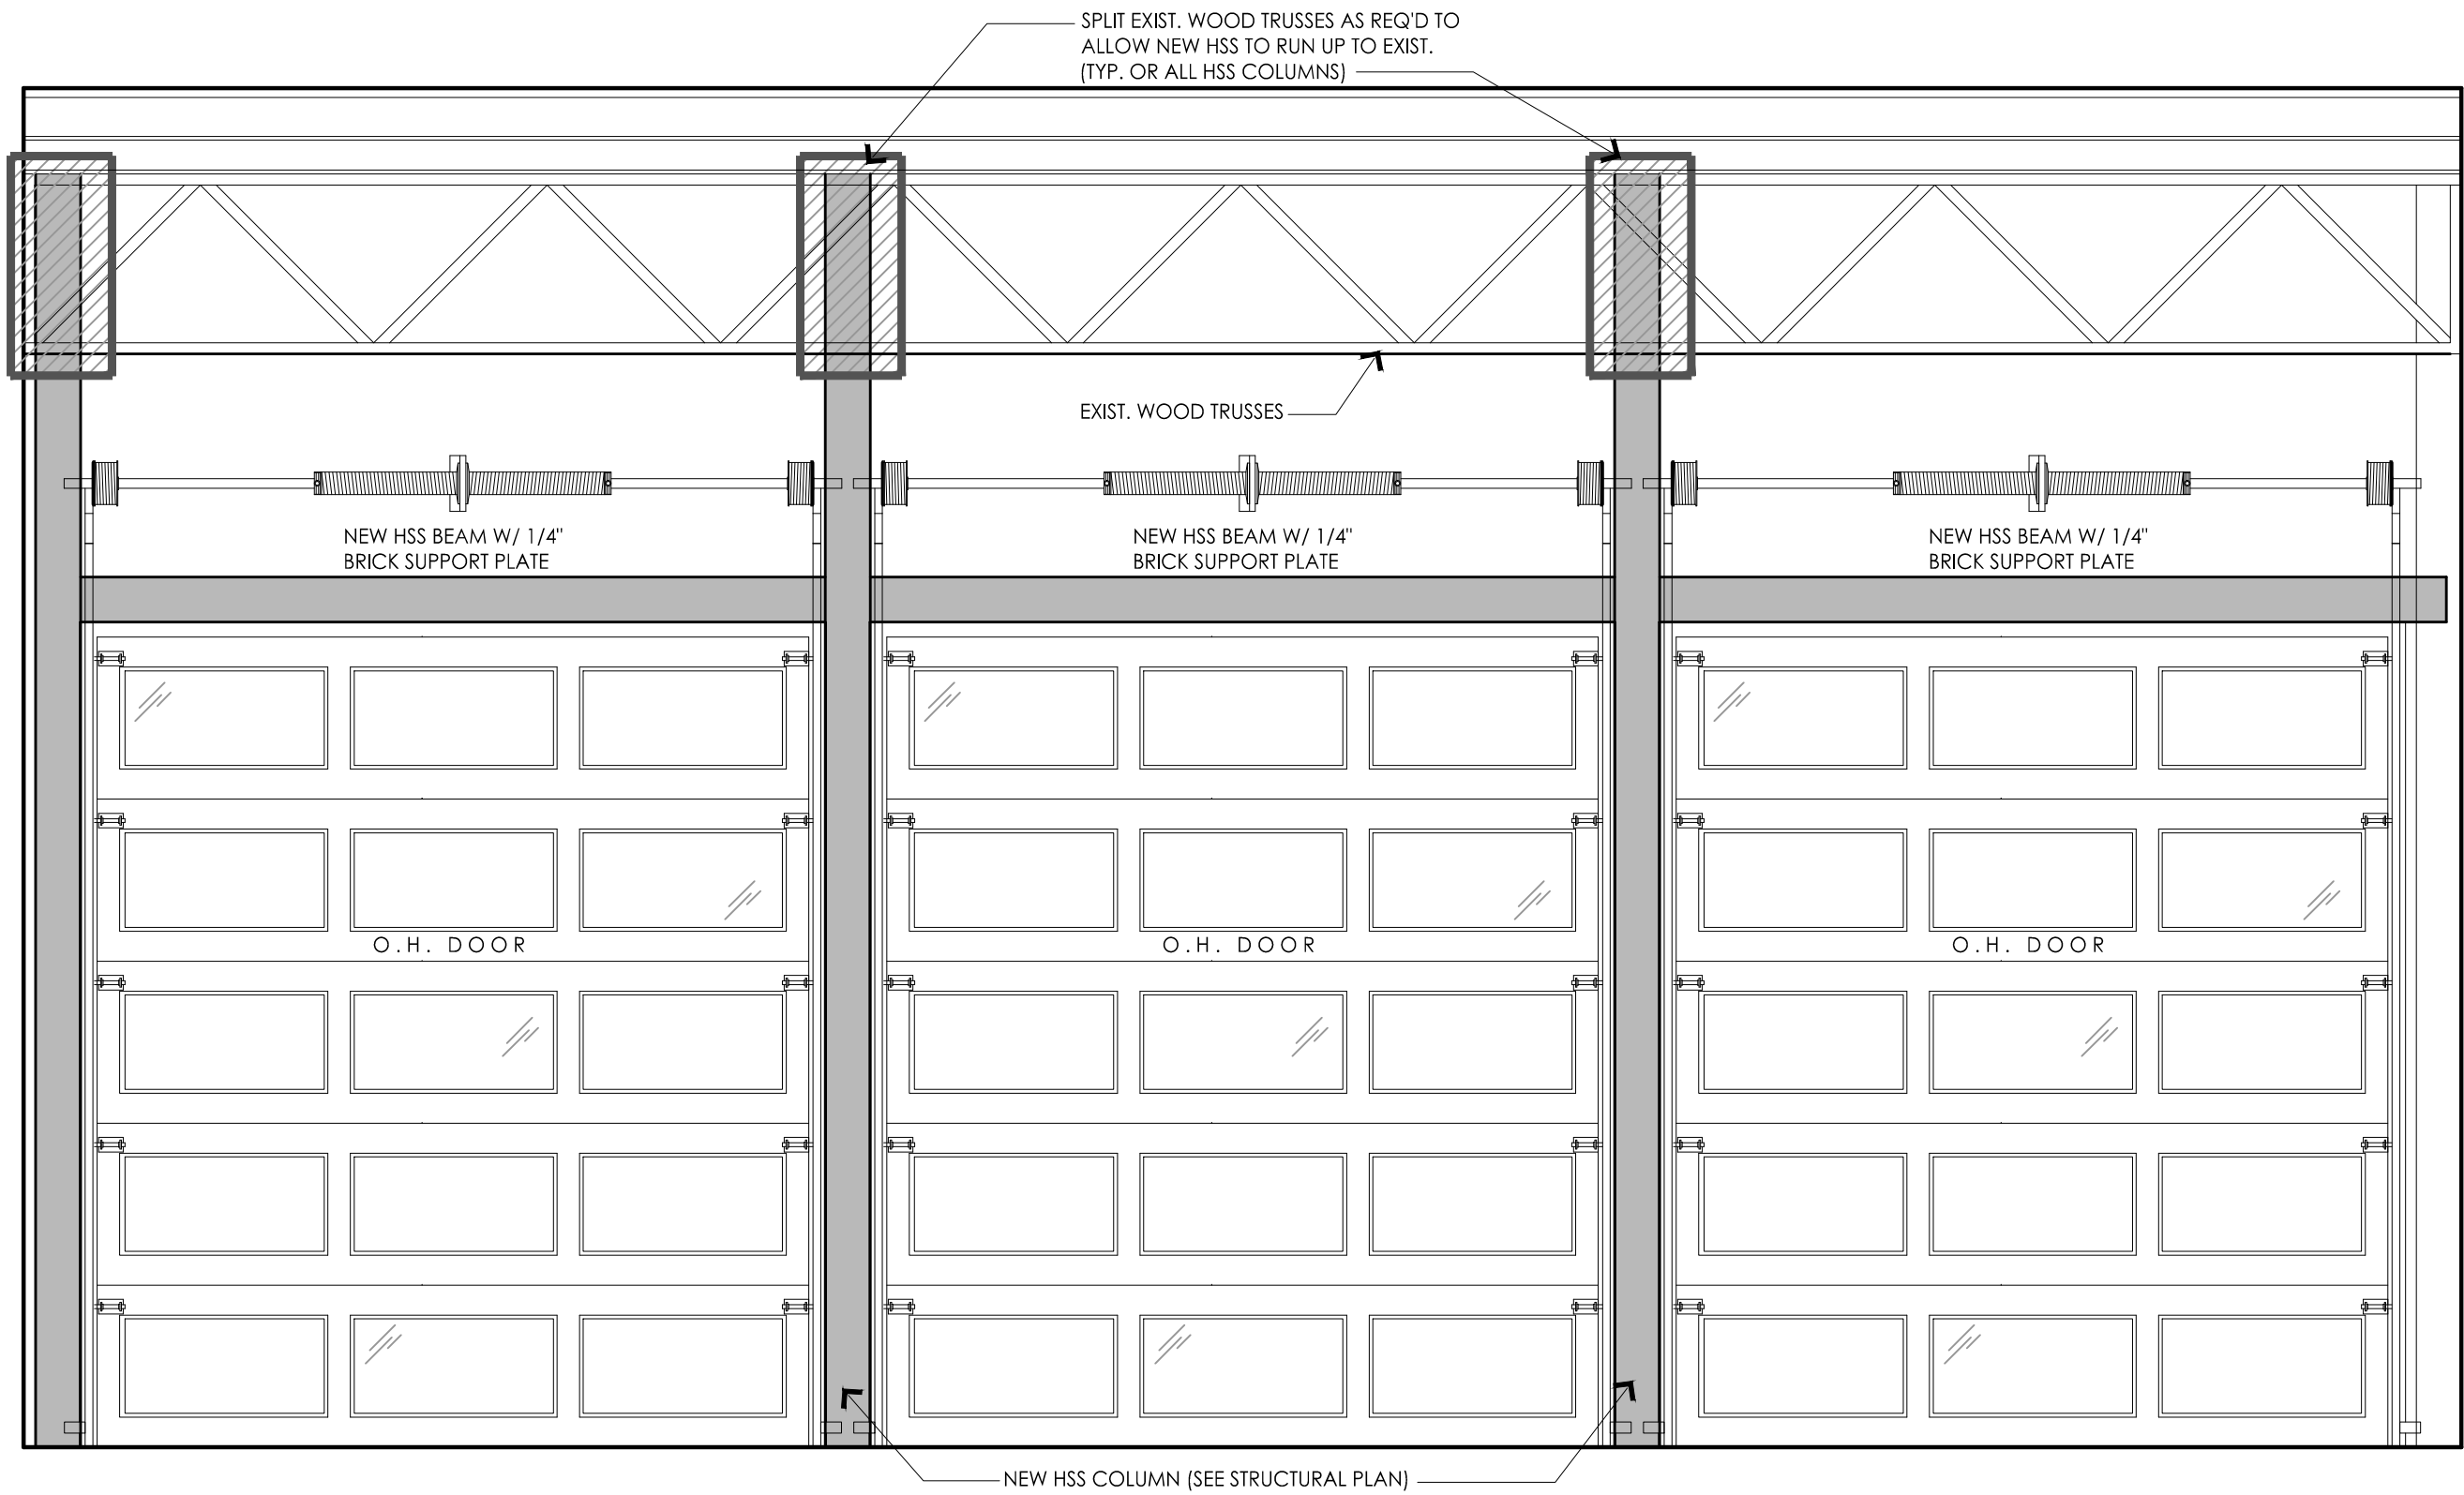 SPLIT EXIST. WOOD TRUSSES AS REQ'D TO
ALLOW NEW HSS TO RUN UP TO EXIST.
(TYP. OR ALL HSS COLUMNS)
EXIST. WOOD TRUSSES
NEW HSS BEAM W/ 1/4"
BRICK SUPPORT PLATE
NEW HSS BEAM W/ 1/4"
BRICK SUPPORT PLATE
NEW HSS BEAM W/ 1/4"
BRICK SUPPORT PLATE
O.H. DOOR
O.H. DOOR
O.H. DOOR
NEW HSS COLUMN (SEE STRUCTURAL PLAN)